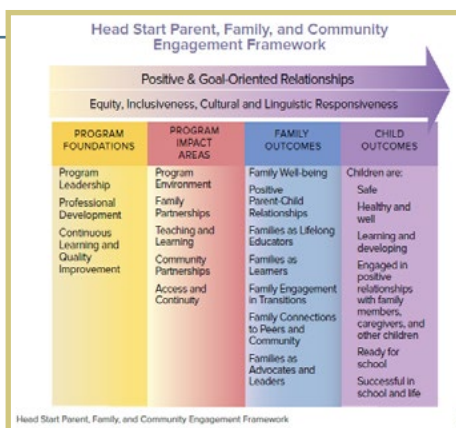 Head Start Parent, Family, and Community
Engagement Framework
Positive & Goal-Oriented Relationships
Equity, Inclusiveness, Cultural and Linguistic Responsiveness
PROGRAM
FOUNDATIONS
Program
Leadership
Professional
Development
Continuous
Learning and
Quality
Improvement
PROGRAM
IMPACT
AREAS
Program
Environment
Family
Partnerships
Teaching and
Learning
Community
Partnerships
Access and
Continuity
FAMILY
OUTCOMES
Family Well-being
Positive
Parent-Child
Relationships
Families as Lifelong
Educators
Families as
Learners
Family Engagement
in Transitions
Family Connections
to Peers and
Community
Families as
Advocates and
Leaders
CHILD
OUTCOMES
Children are:
Safe
Healthy and
well
Learning and
developing
Engaged in
positive
relationships
with family
members,
caregivers, and
other children
Ready for
school
Successful in
school and life
Head Start Parent, Family, and Community Engagement Framework